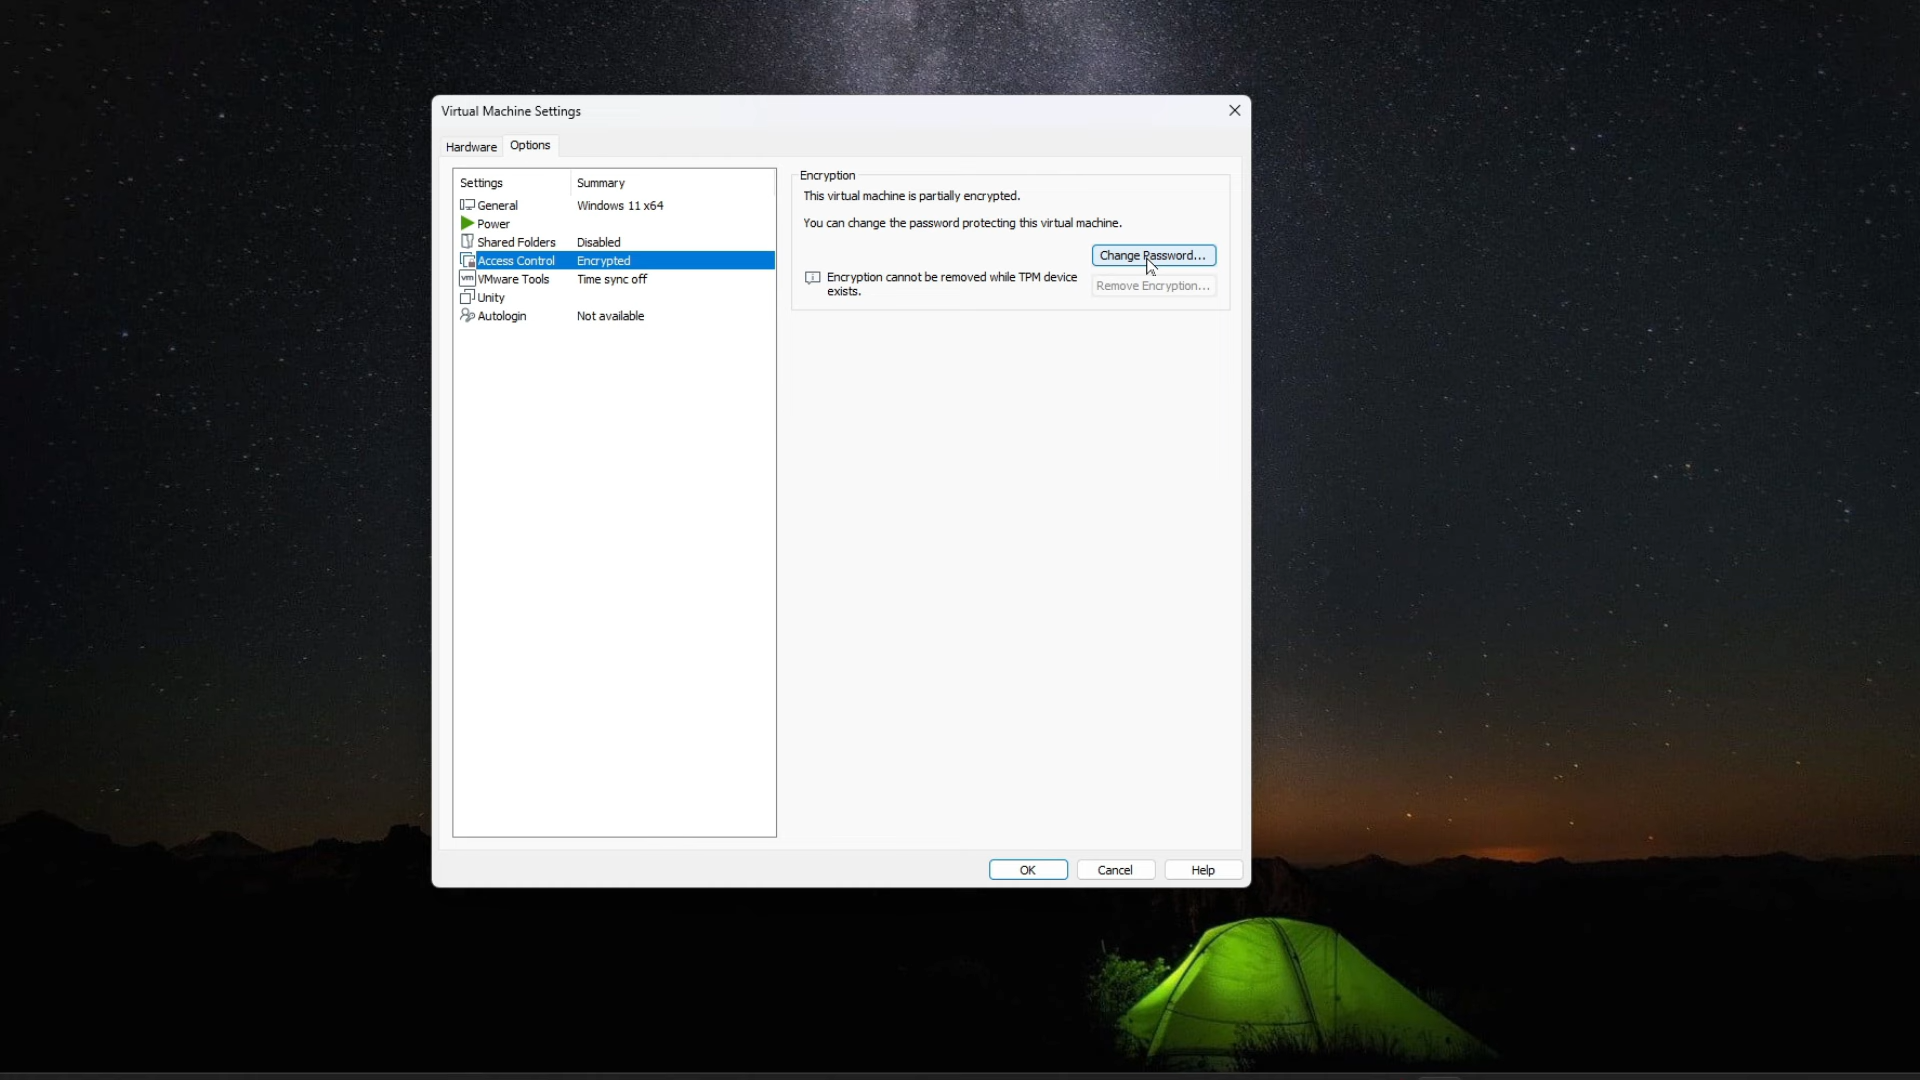 Virtual Machine Settings
Hardware
Options
Settings Summary
General Windows 11 x64
Power
Shared Folders Disabled
Access Control Encrypted
vm VMware Tools Time sync off
Unity
Autologin Not available
Encryption
This virtual machine is partially encrypted.
You can change the password protecting this virtual machine.
Change Password...
Encryption cannot be removed while TPM device
exists.
Remove Encryption...
OK
Cancel
Help